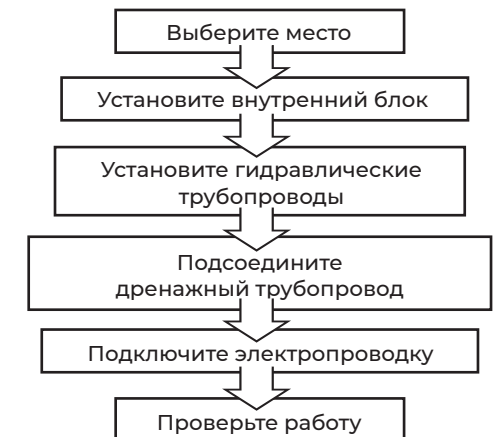 Выберите место
Установите внутренний блок
Установите гидравлические
трубопроводы
Подсоедините
дренажный трубопровод
Подключите электропроводку
Проверьте работу